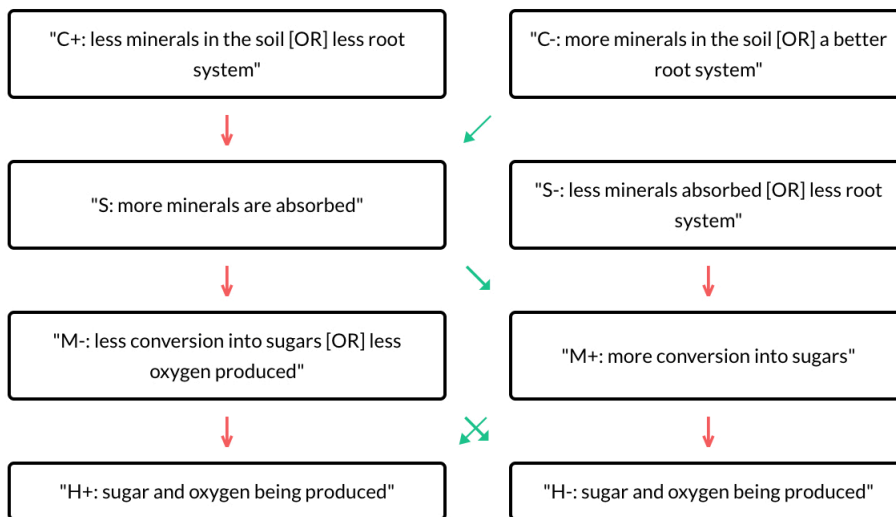 "C+: less minerals in the soil [OR] less root
system"
"C-: more minerals in the soil [OR] a better
root system"
"S: more minerals are absorbed"
"S-: less minerals absorbed [OR] less root
system"
"M-: less conversion into sugars [OR] less
oxygen produced"
"M+: more conversion into sugars"
"H+: sugar and oxygen being produced"
"H-: sugar and oxygen being produced"